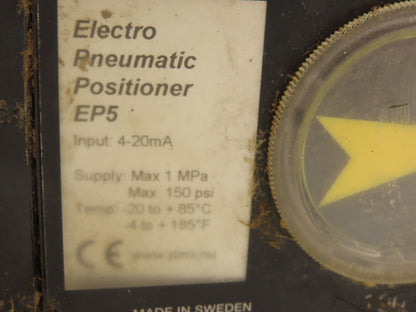 Electro
Pneumatic
Positioner
EP5
Input: 4-20mA
Supply: Max 1 MPa
Max 150 psi
Temp: -20 to + 85°C
-4 to + 185°F
CE www.pmv.nu
MADE IN SWEDEN